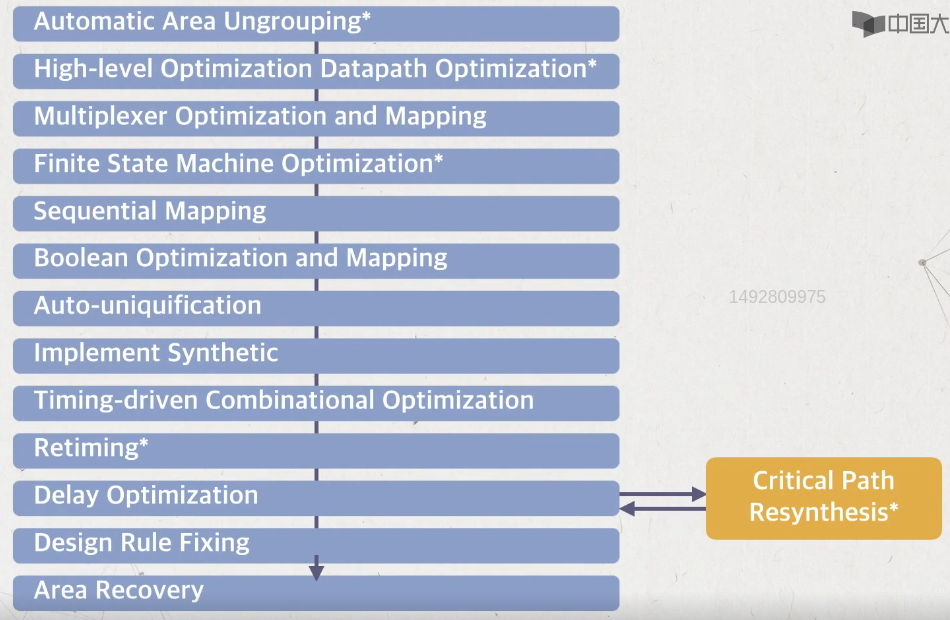 Automatic Area Ungrouping*
中国大
High-level Optimization Datapath Optimization*
Multiplexer Optimization and Mapping
Finite State Machine Optimization*
Sequential Mapping
Boolean Optimization and Mapping
Auto-uniquification
1492809975
Implement Synthetic
Timing-driven Combinational Optimization
Retiming*
Delay Optimization
Critical Path
Resynthesis*
Design Rule Fixing
Area Recovery